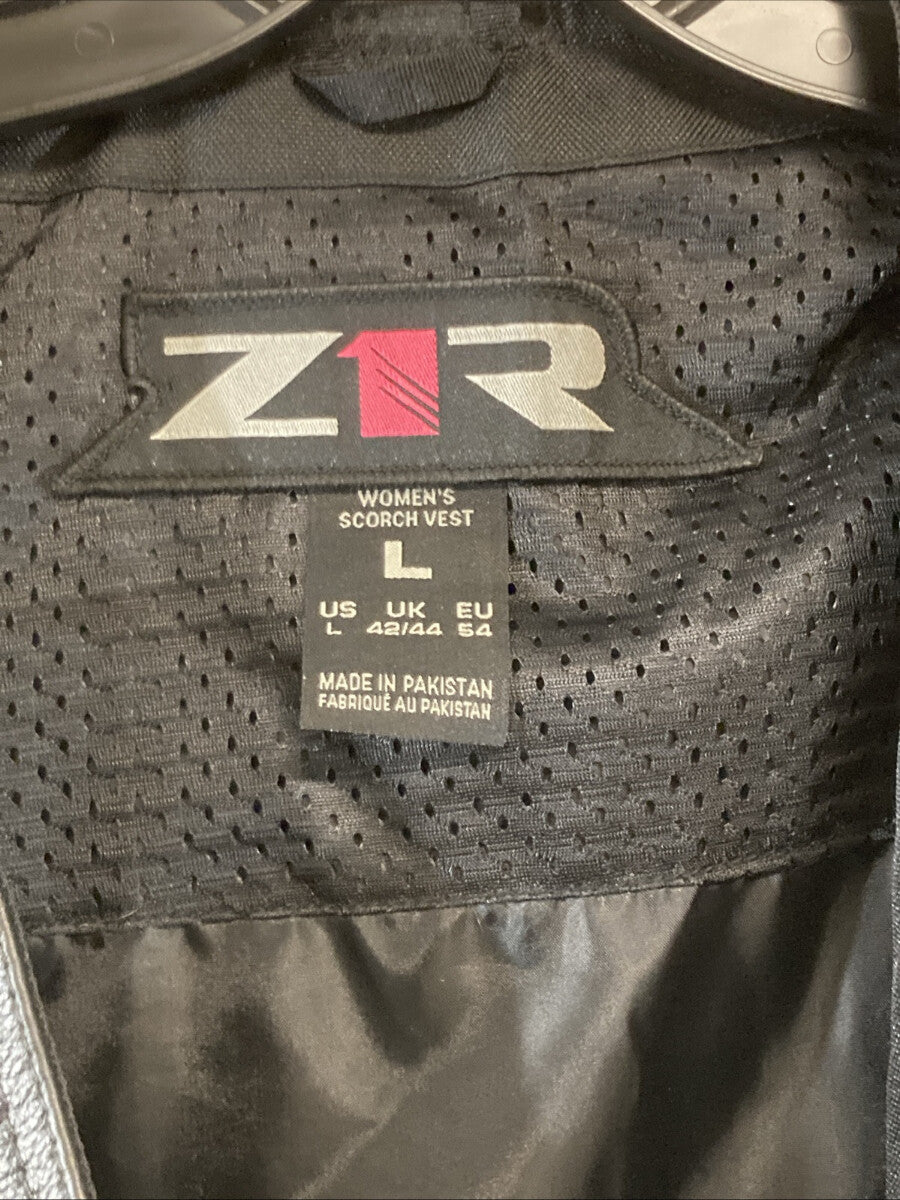 Z1R
WOMEN'S
SCORCH VEST
L
US UK EU
L 42/44 54
MADE IN PAKISTAN
FABRIQUÉ AU PAKISTAN